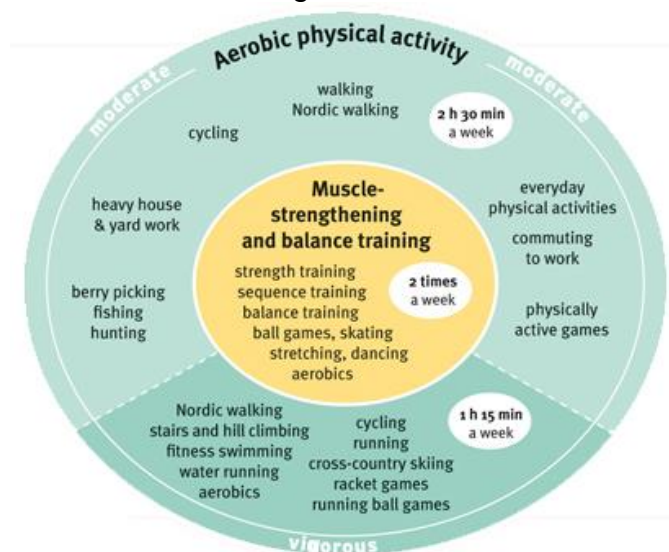 Aerobic physical activity
moderate
moderate
walking
Nordic walking
2 h 30 min
a week
cycling
heavy house
& yard work
everyday
physical activities
commuting
to work
berry picking
fishing
hunting
physically
active games
Muscle-
strengthening
and balance training
strength training
sequence training
balance training
ball games, skating
stretching, dancing
aerobics
2 times
a week
Nordic walking
stairs and hill climbing
fitness swimming
water running
aerobics
cycling
running
cross-country skiing
racket games
running ball games
1 h 15 min
a week
vigorous